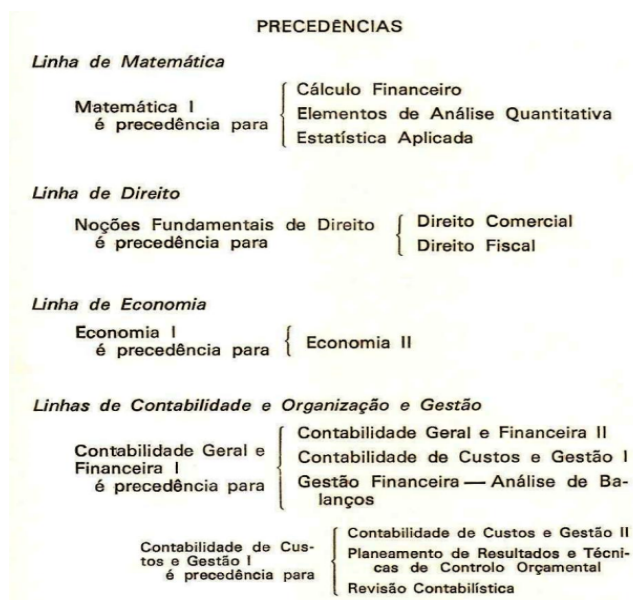 PRECEDÊNCIAS
Linha de Matemática
Matemática I
é precedência para
Cálculo Financeiro
Elementos de Análise Quantitativa
Estatística Aplicada
Linha de Direito
Noções Fundamentais de Direito
é precedência para
Direito Comercial
Direito Fiscal
Linha de Economia
Economia I
é precedência para
Economia II
Linhas de Contabilidade e Organização e Gestão
Contabilidade Geral e
Financeira I
é precedência para
Contabilidade Geral e Financeira II
Contabilidade de Custos e Gestão I
Gestão Financeira — Análise de Ba-
lanços
Contabilidade de Cus-
tos e Gestão I
é precedência para
Contabilidade de Custos e Gestão II
Planeamento de Resultados e Técni-
cas de Controlo Orçamental
Revisão Contabilística